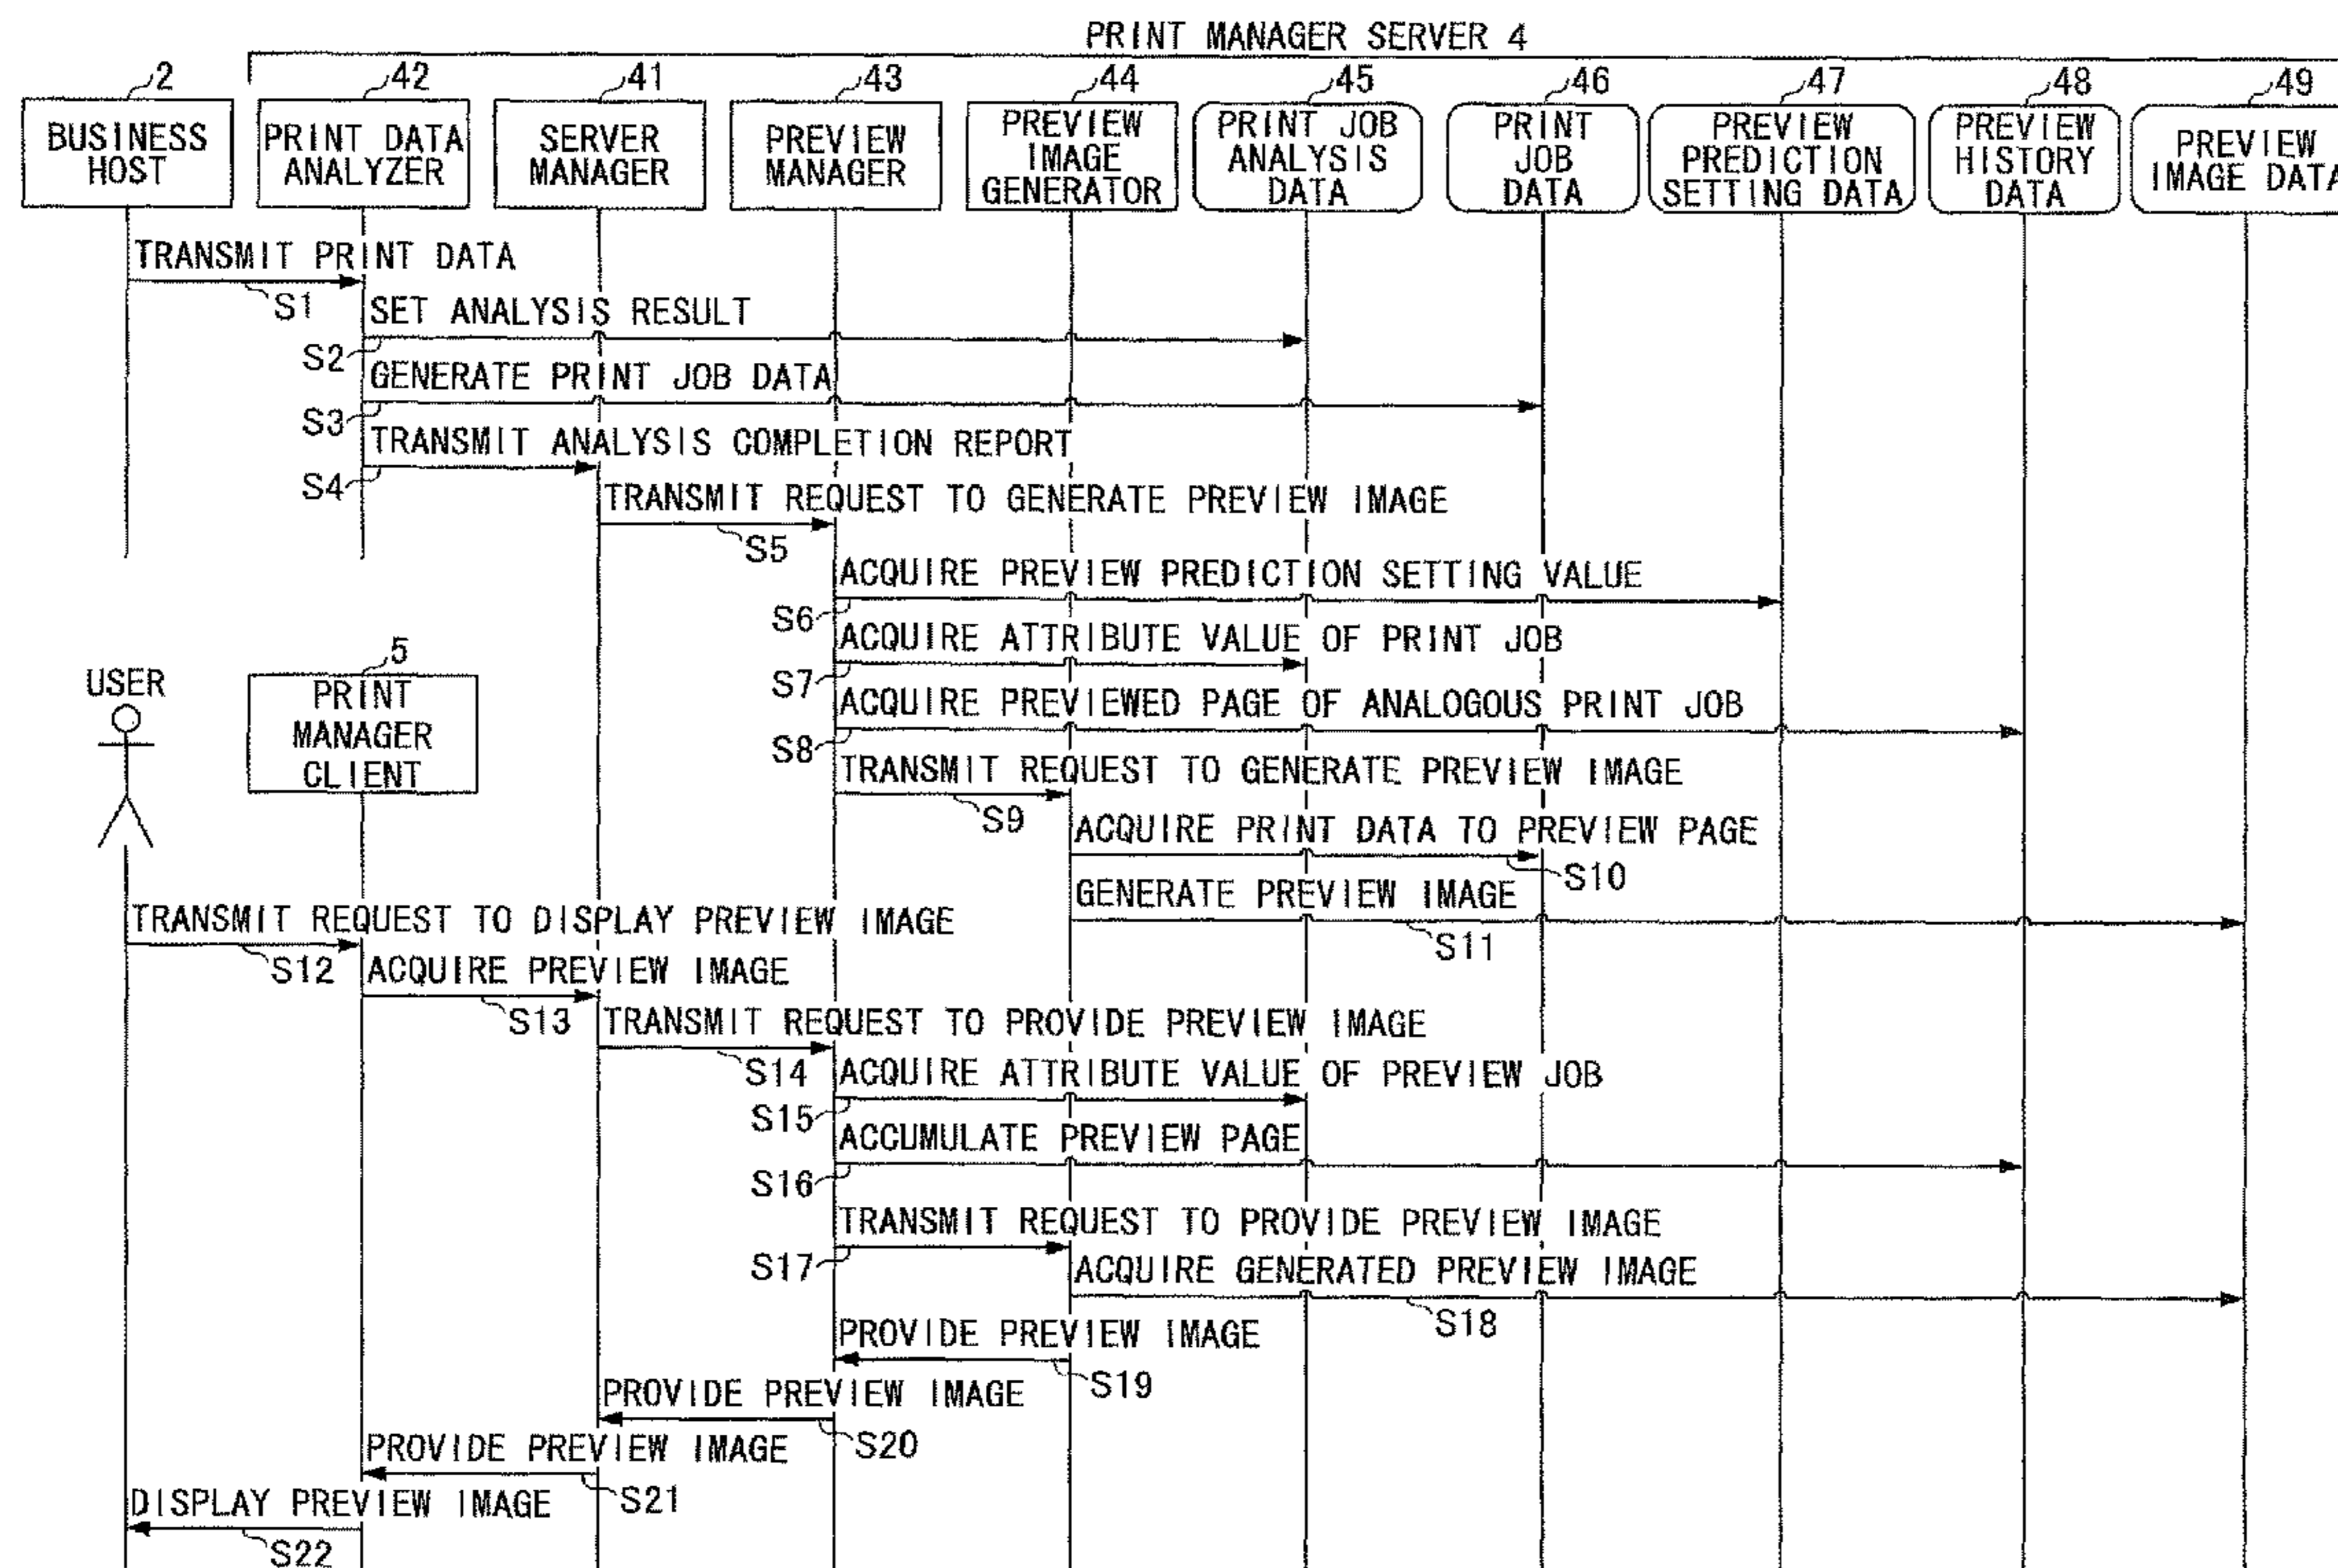 PRINT MANAGER SERVER 4
2
42
41
43
44
45
46
47
48
49
BUSINESS
HOST
PRINT DATA
ANALYZER
SERVER
MANAGER
PREVIEW
MANAGER
PREVIEW
IMAGE
GENERATOR
PRINT JOB
ANALYSIS
DATA
PRINT
JOB
DATA
PREVIEW
PREDICTION
SETTING DATA
PREVIEW
HISTORY
DATA
PREVIEW
IMAGE DATA
TRANSMIT PRINT DATA
S1
SET ANALYSIS RESULT
S2
GENERATE PRINT JOB DATA
S3
TRANSMIT ANALYSIS COMPLETION REPORT
S4
TRANSMIT REQUEST TO GENERATE PREVIEW IMAGE
S5
ACQUIRE PREVIEW PREDICTION SETTING VALUE
S6
ACQUIRE ATTRIBUTE VALUE OF PRINT JOB
S7
ACQUIRE PREVIEWED PAGE OF ANALOGOUS PRINT JOB
S8
TRANSMIT REQUEST TO GENERATE PREVIEW IMAGE
S9
ACQUIRE PRINT DATA TO PREVIEW PAGE
S10
GENERATE PREVIEW IMAGE
S11
USER
5
PRINT
MANAGER
CLIENT
TRANSMIT REQUEST TO DISPLAY PREVIEW IMAGE
S12
ACQUIRE PREVIEW IMAGE
S13
TRANSMIT REQUEST TO PROVIDE PREVIEW IMAGE
S14
ACQUIRE ATTRIBUTE VALUE OF PREVIEW JOB
S15
ACCUMULATE PREVIEW PAGE
S16
TRANSMIT REQUEST TO PROVIDE PREVIEW IMAGE
S17
ACQUIRE GENERATED PREVIEW IMAGE
S18
PROVIDE PREVIEW IMAGE
S19
PROVIDE PREVIEW IMAGE
S20
PROVIDE PREVIEW IMAGE
S21
DISPLAY PREVIEW IMAGE
S22